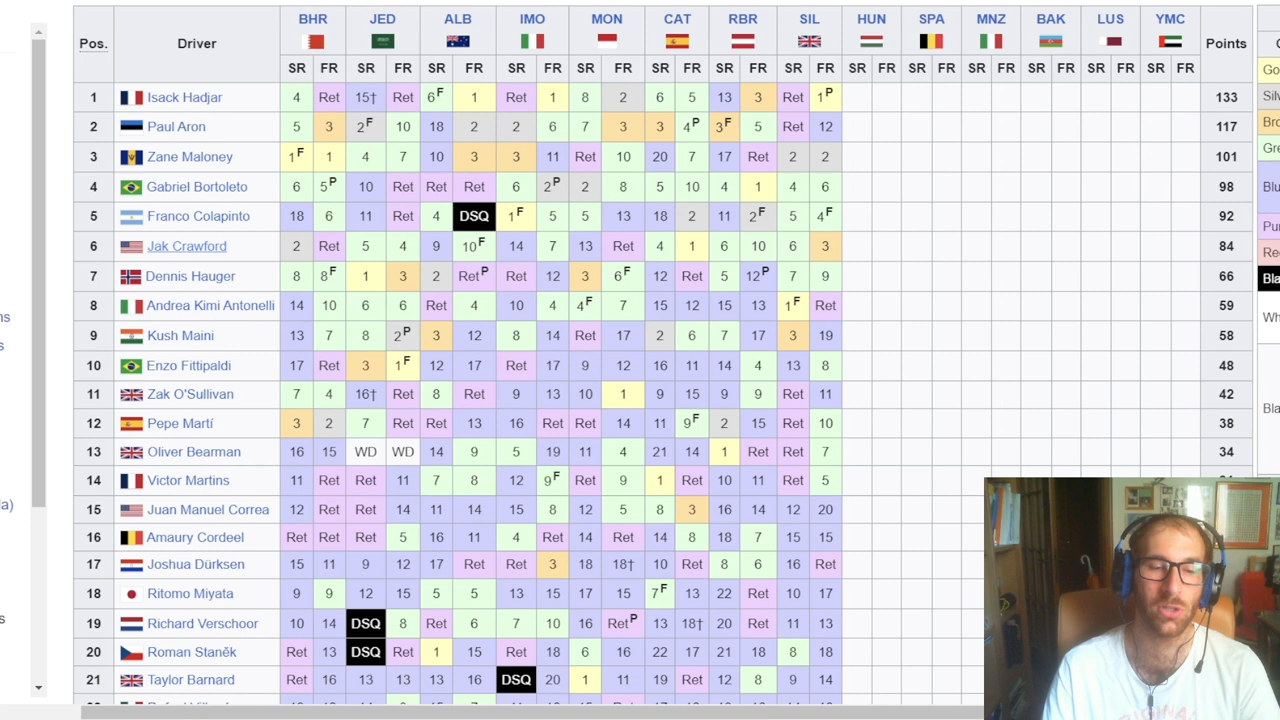 BHR JED ALB IMO MON CAT RBR SIL HUN SPA MNZ BAK LUS YMC
Pos. Driver Points
SR FR SR FR SR FR SR FR SR FR SR FR SR FR SR FR SR FR SR FR SR FR SR FR SR FR SR FR
1 Isack Hadjar 4 Ret 15† Ret 6F 1 Ret 1 8 2 6 5 13 3 Ret 1P 133
2 Paul Aron 5 3 2F 10 18 2 2 6 7 3 3 4P 3F 5 Ret 12 117
3 Zane Maloney 1F 1 4 7 10 3 3 11 Ret 10 20 7 17 Ret 2 2 101
4 Gabriel Bortoleto 6 5P 10 Ret Ret Ret 6 2P 2 8 5 10 4 1 4 6 98
5 Franco Colapinto 18 6 11 Ret 4 DSQ 1F 5 5 13 18 2 11 2F 5 4F 92
6 Jak Crawford 2 Ret 5 4 9 10F 14 7 13 Ret 4 1 6 10 6 3 84
7 Dennis Hauger 8 8F 1 3 2 RetP Ret 12 3 6F 12 Ret 5 12P 7 9 66
8 Andrea Kimi Antonelli 14 10 6 6 Ret 4 10 4 4F 7 15 12 15 13 1F Ret 59
9 Kush Maini 13 7 8 2P 3 12 8 14 Ret 17 2 6 7 17 3 19 58
10 Enzo Fittipaldi 17 Ret 3 1F 12 17 Ret 17 9 12 16 11 14 4 13 8 48
11 Zak O'Sullivan 7 4 16† Ret 8 Ret 9 13 10 1 9 15 9 9 Ret 11 42
12 Pepe Martí 3 2 7 Ret Ret 13 16 Ret Ret 14 11 9F 2 15 Ret 10 38
13 Oliver Bearman 16 15 WD WD 14 9 5 19 11 4 21 14 1 Ret Ret 7 34
14 Victor Martins 11 Ret Ret 11 7 8 12 9F Ret 9 1 Ret 10 11 Ret 5
15 Juan Manuel Correa 12 Ret Ret 14 11 14 15 8 12 5 8 3 16 14 12 20
16 Amaury Cordeel Ret Ret Ret 5 16 11 4 Ret 14 Ret 14 8 18 7 15 15
17 Joshua Dürksen 15 11 9 12 17 Ret Ret 3 18 18† 10 Ret 8 6 16 Ret
18 Ritomo Miyata 9 9 12 15 5 5 13 15 17 15 7F 13 22 Ret 10 17
19 Richard Verschoor 10 14 DSQ 8 Ret 6 7 10 16 RetP 13 18† 20 Ret 11 13
20 Roman Staněk Ret 13 DSQ Ret 1 15 Ret 18 6 16 22 17 21 18 8 18
21 Taylor Barnard Ret 16 13 13 13 16 DSQ 20 1 11 19 Ret 12 8 9 14